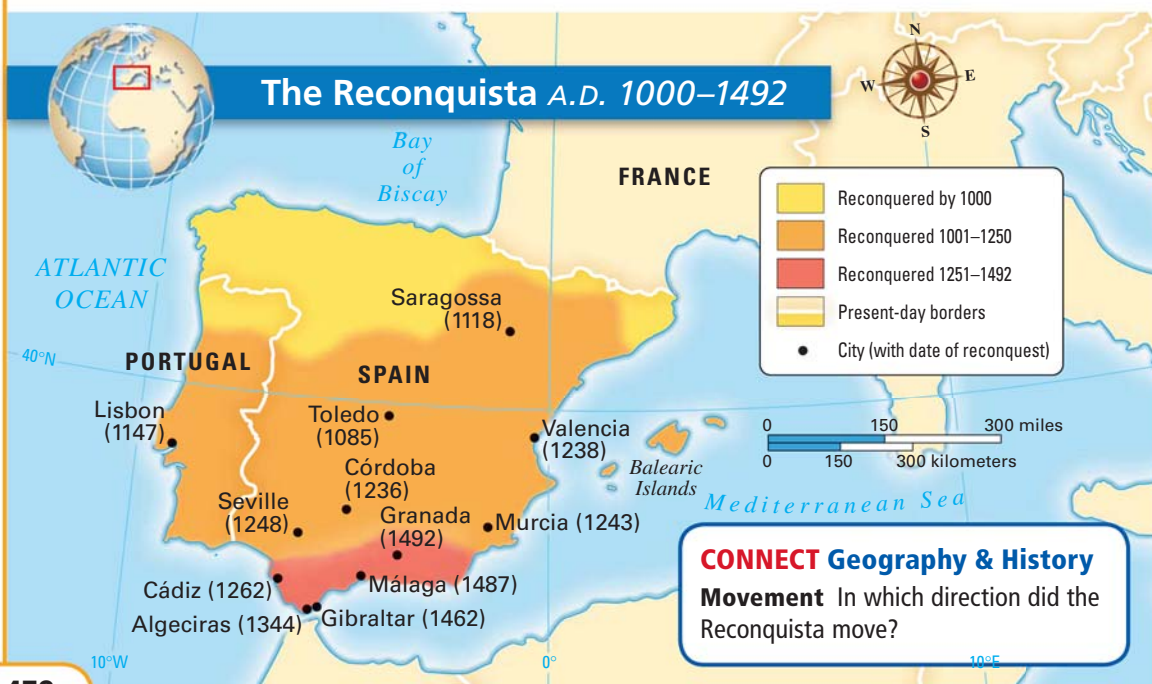 The Reconquista A.D. 1000–1492
N
W
E
S
Bay
of
Biscay
FRANCE
Reconquered by 1000
Reconquered 1001–1250
Reconquered 1251–1492
Present-day borders
City (with date of reconquest)
ATLANTIC
OCEAN
Saragossa
(1118)
40°N
PORTUGAL
SPAIN
Lisbon
(1147)
Toledo
(1085)
Valencia
(1238)
0 150 300 miles
0 150 300 kilometers
Balearic
Islands
Mediterranean Sea
Córdoba
(1236)
Seville
(1248)
Granada
(1492)
Murcia (1243)
Cádiz (1262)
Málaga (1487)
Algeciras (1344)
Gibraltar (1462)
CONNECT Geography & History
Movement In which direction did the
Reconquista move?
10°W
0°
10°E